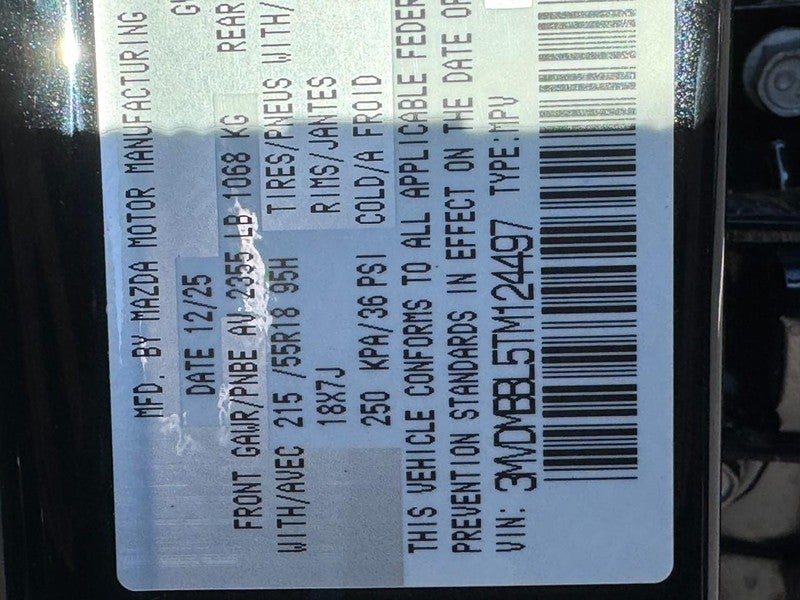 MFD. BY MAZDA MOTOR MANUFACTURING
DATE 12/25
FRONT GAWR/PNBE AV 2355 LB 1068 KG REAR
WITH/AVEC 215 /55R18 95H TIRES/PNEUS WITH/
18X7J RIMS/JANTES
250 KPA/36 PSI COLD/A FROID
THIS VEHICLE CONFORMS TO ALL APPLICABLE FEDER
PREVENTION STANDARDS IN EFFECT ON THE DATE OF
VIN: 3MVDMBBL5TM124497 TYPE:MPV